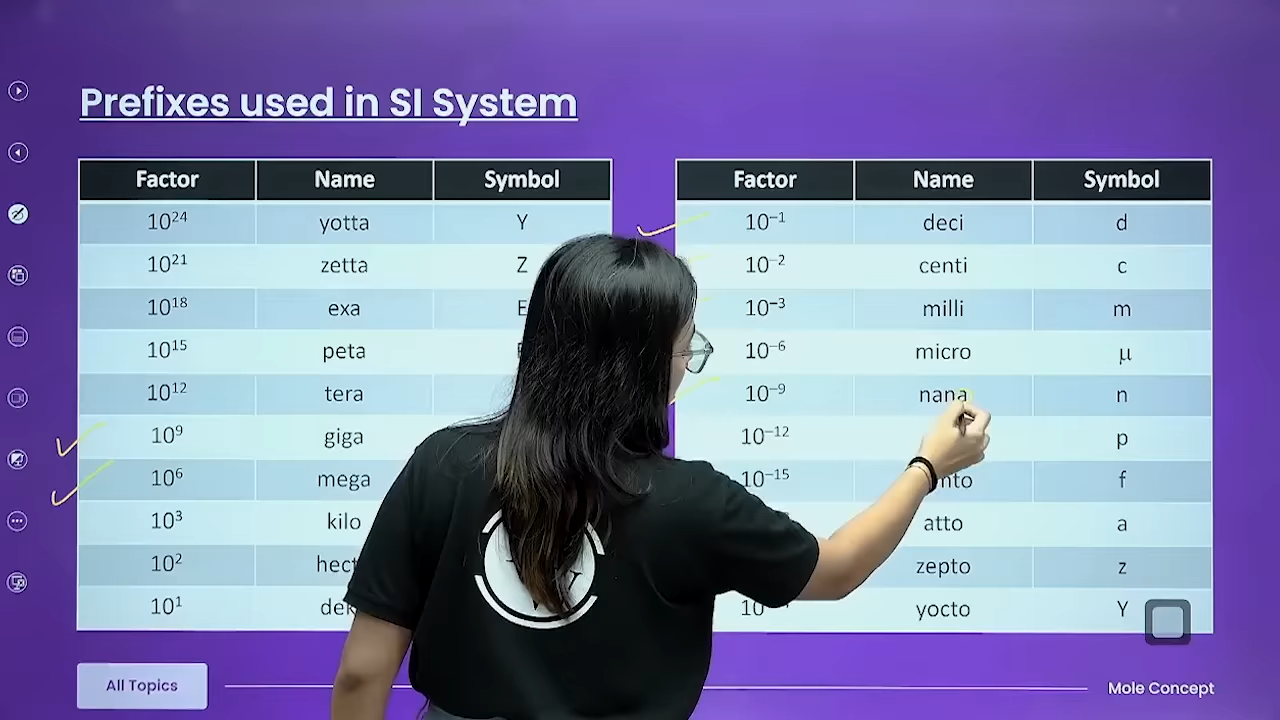 Prefixes used in SI System
Factor Name Symbol
10²⁴ yotta Y
10²¹ zetta Z
10¹⁸ exa E
10¹⁵ peta
10¹² tera
10⁹ giga
10⁶ mega
10³ kilo
10²
10¹
Factor Name Symbol
10⁻¹ deci d
10⁻² centi c
10⁻³ milli m
10⁻⁶ micro μ
10⁻⁹ nana n
10⁻¹² p
10⁻¹⁵ f
atto a
zepto z
yocto Y
All Topics
Mole Concept